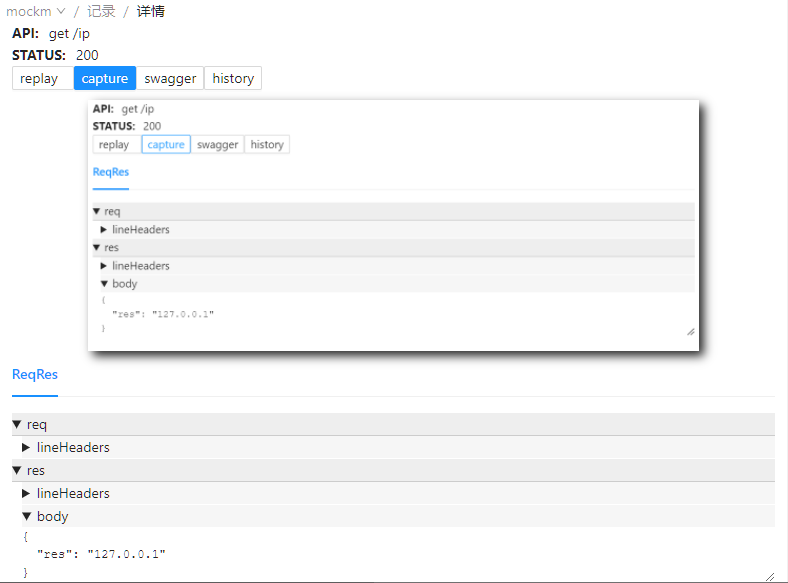 mockm / 记录 / 详情
API: get /ip
STATUS: 200
replay capture swagger history
API: get /ip
STATUS: 200
replay capture swagger history
ReqRes
req
lineHeaders
res
lineHeaders
body
{
"res": "127.0.0.1"
}
ReqRes
req
lineHeaders
res
lineHeaders
body
{
"res": "127.0.0.1"
}